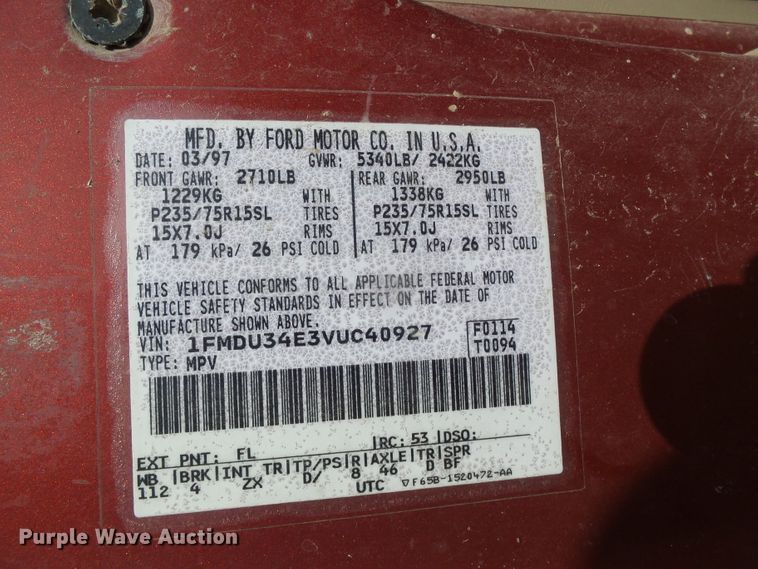 MFD. BY FORD MOTOR CO. IN U.S.A.
DATE: 03/97 GVWR: 5340LB/ 2422KG
FRONT GAWR: 2710LB REAR GAWR: 2950LB
1229KG WITH 1338KG WITH
P235/75R15SL TIRES P235/75R15SL TIRES
15X7.0J RIMS 15X7.0J RIMS
AT 179 kPa/ 26 PSI COLD AT 179 kPa/ 26 PSI COLD
THIS VEHICLE CONFORMS TO ALL APPLICABLE FEDERAL MOTOR
VEHICLE SAFETY STANDARDS IN EFFECT ON THE DATE OF
MANUFACTURE SHOWN ABOVE.
VIN: 1FMDU34E3VUC40927 F0114
TYPE: MPV T0094
EXT PNT: FL RC: 53 DSO:
WB BRK INT TR TP/PS R AXLE TR SPR
112 4 ZX D/ 8 46 D BF
UTC ▽F65B-1520472-AA
Purple Wave Auction